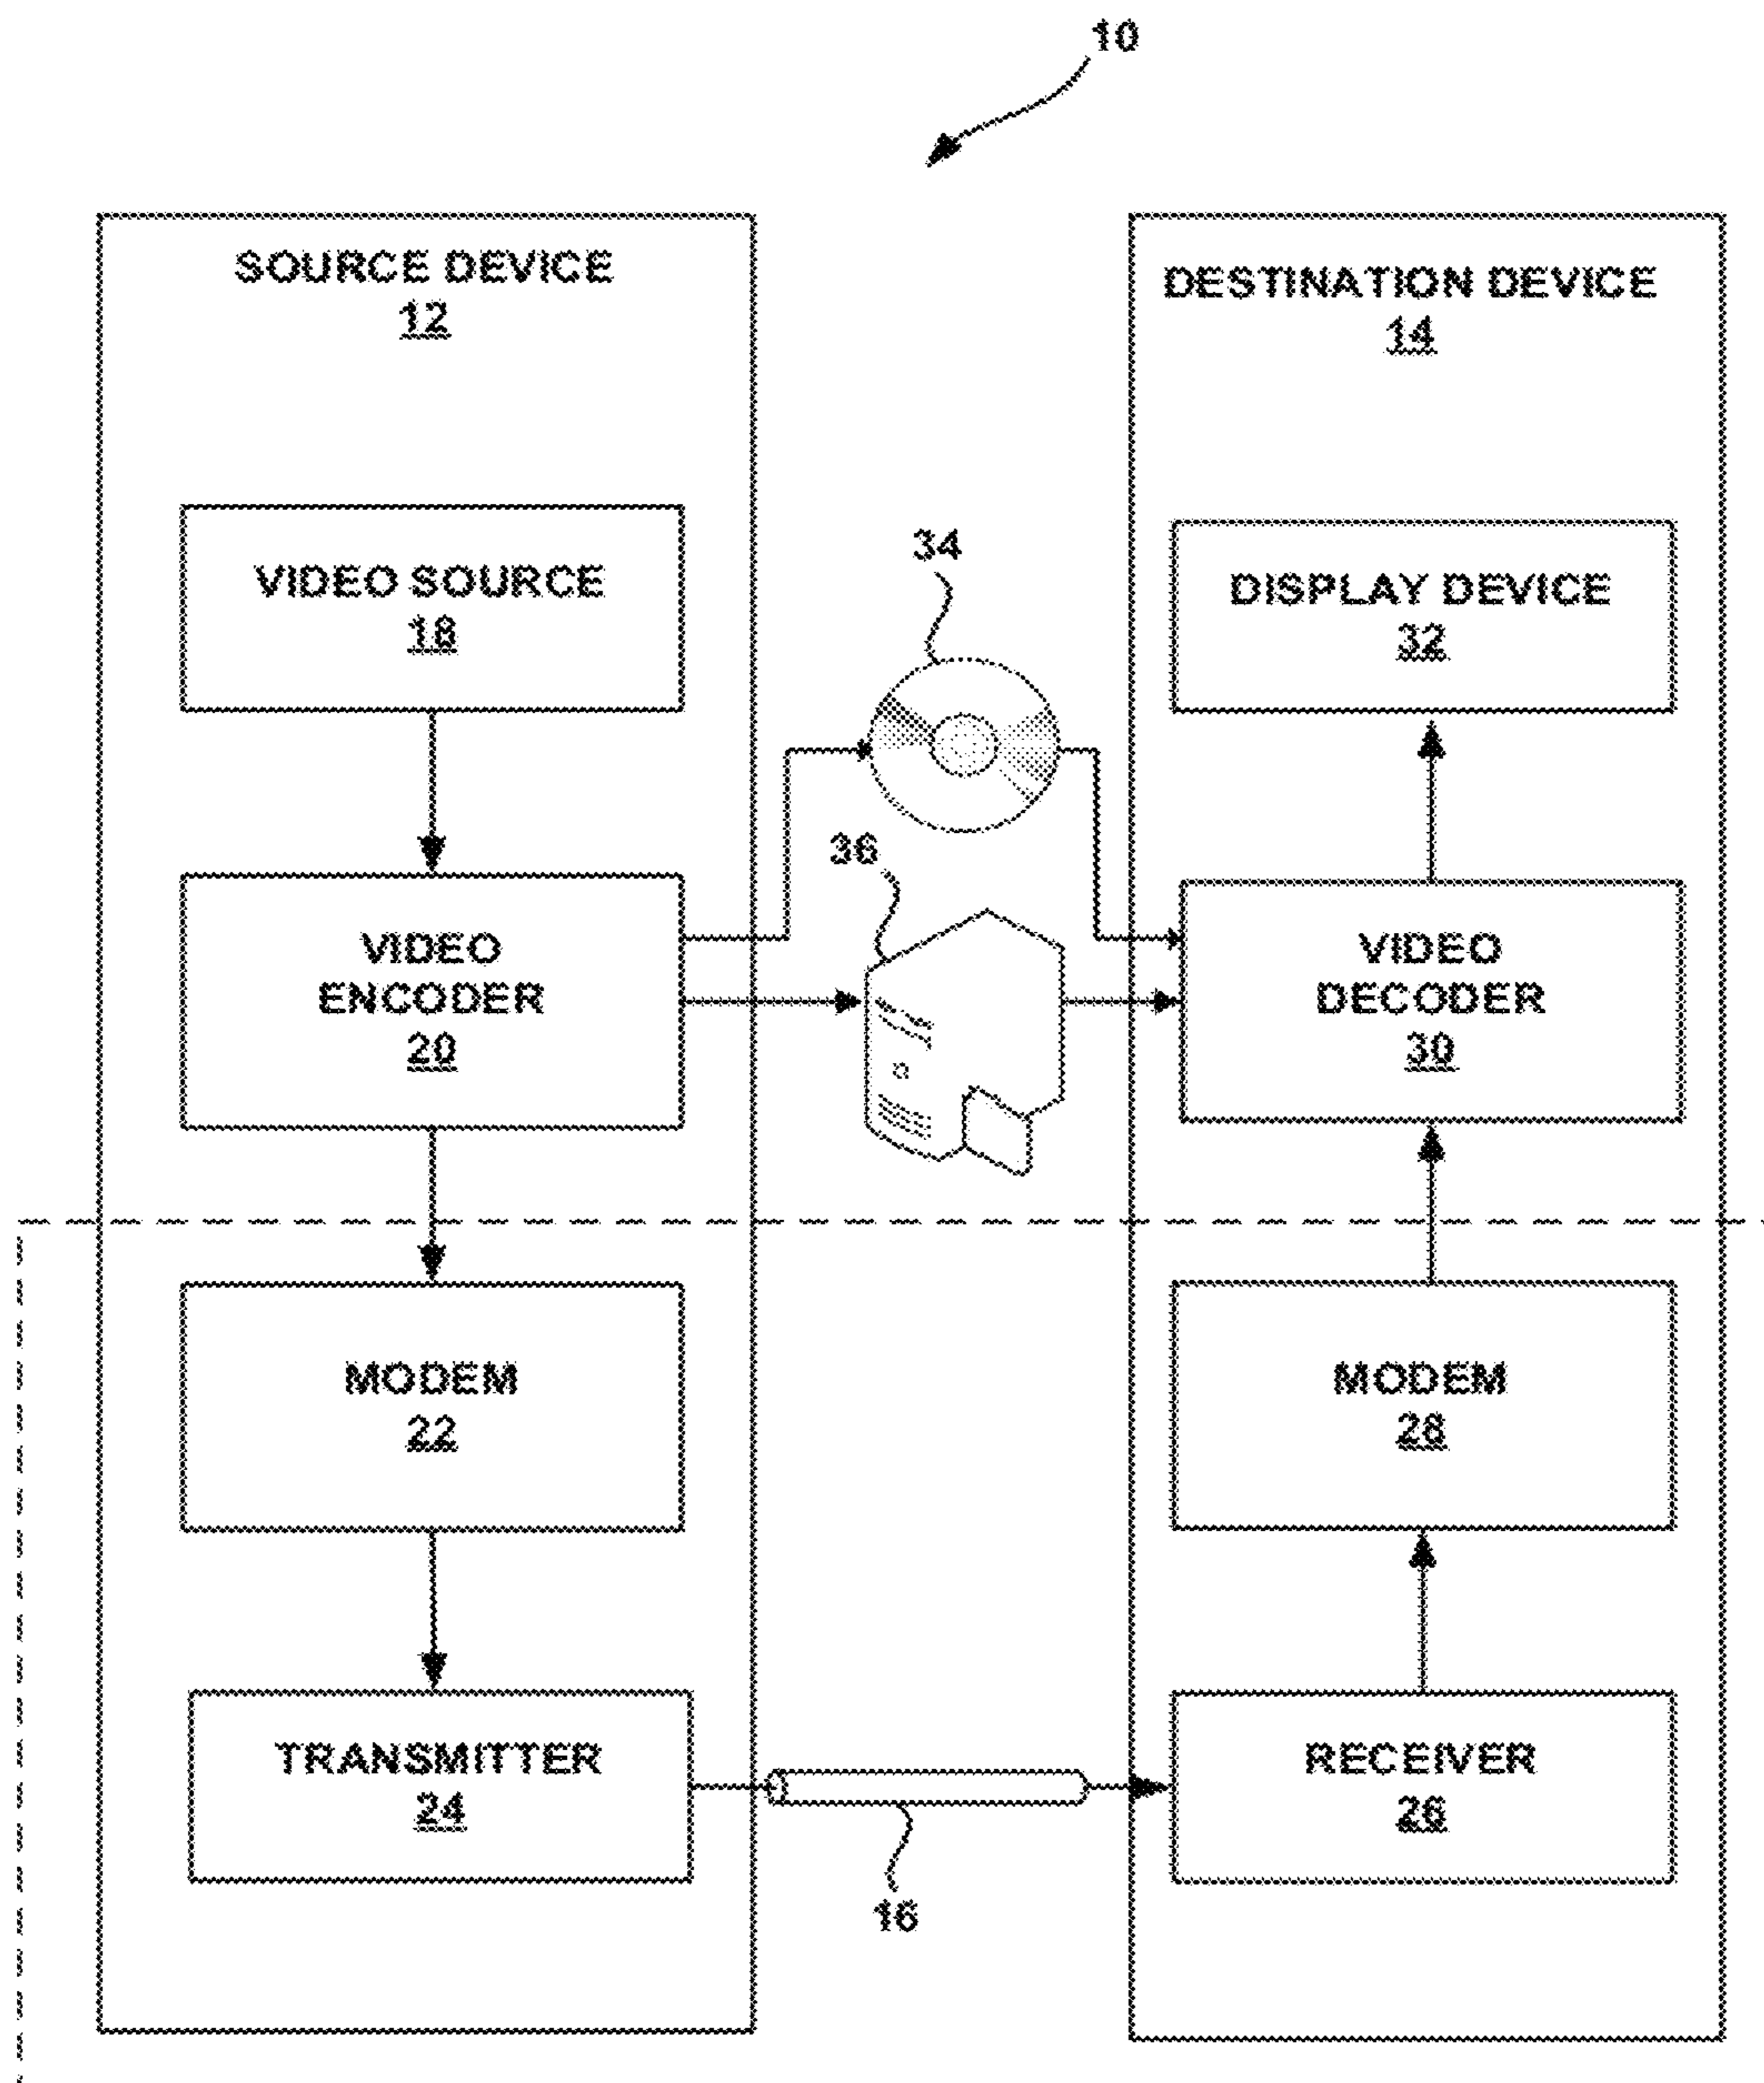 10
SOURCE DEVICE
12
VIDEO SOURCE
18
VIDEO
ENCODER
20
MODEM
22
TRANSMITTER
24
34
36
16
DESTINATION DEVICE
14
DISPLAY DEVICE
32
VIDEO
DECODER
30
MODEM
28
RECEIVER
26